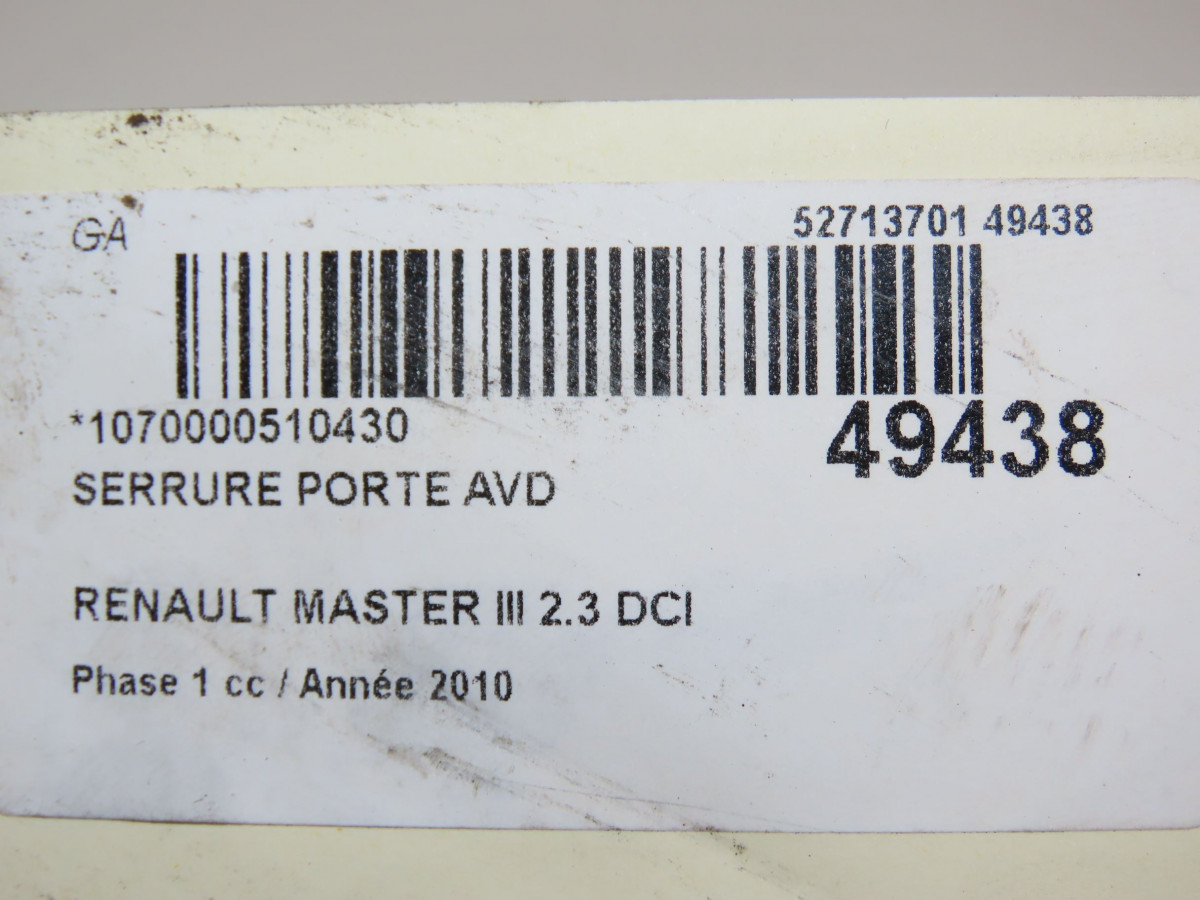 GA
52713701 49438
*1070000510430
49438
SERRURE PORTE AVD
RENAULT MASTER III 2.3 DCI
Phase 1 cc / Année 2010